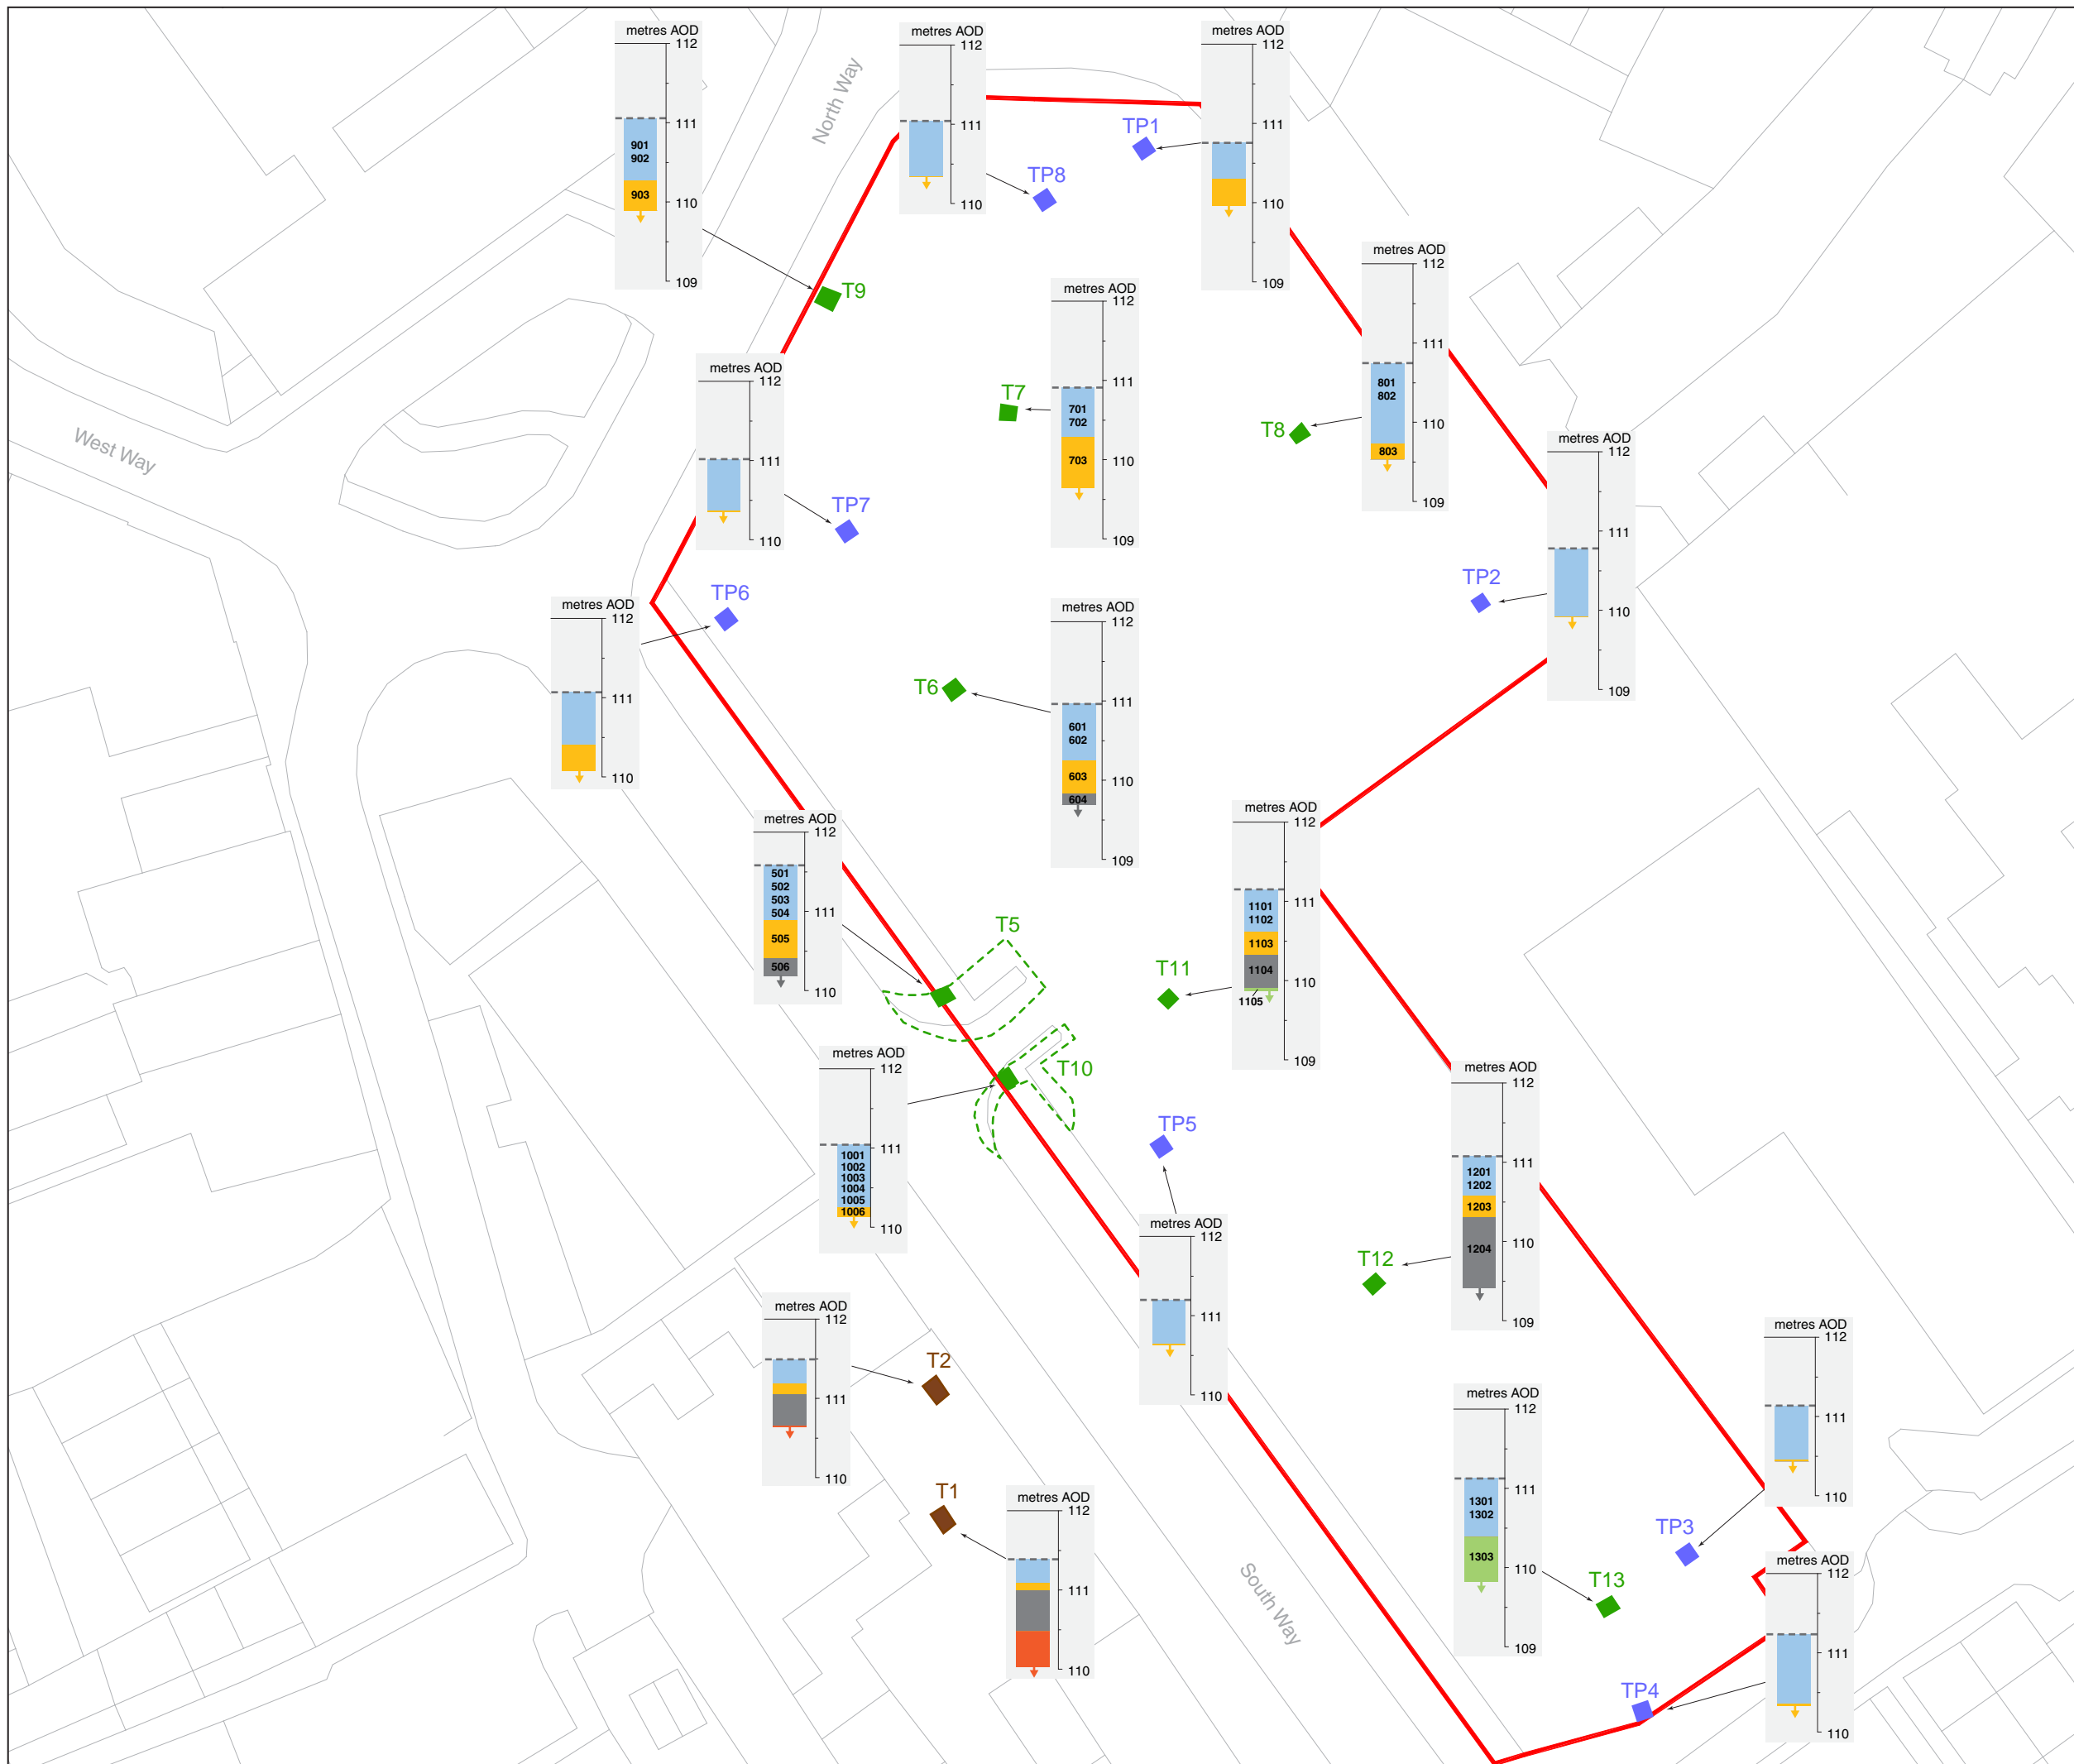 metres AOD
112
901
902
903
111
110
109
North Way
metres AOD
112
111
110
TP8
TP1
metres AOD
112
111
110
109
T9
metres AOD
112
801
802
803
111
110
109
T8
metres AOD
112
701
702
703
111
110
109
T7
metres AOD
112
111
110
TP7
West Way
metres AOD
112
111
110
109
TP2
TP6
metres AOD
112
111
110
metres AOD
112
601
602
603
604
111
110
109
T6
metres AOD
112
501
502
503
504
505
506
111
110
T5
metres AOD
112
1101
1102
1103
1104
1105
111
110
109
T11
metres AOD
112
1001
1002
1003
1004
1005
1006
111
110
T10
TP5
metres AOD
112
1201
1202
1203
1204
111
110
109
T12
metres AOD
112
111
110
metres AOD
112
111
110
T2
metres AOD
112
111
110
TP3
metres AOD
112
1301
1302
1303
111
110
109
T13
T1
metres AOD
112
111
110
South Way
metres AOD
112
111
110
TP4